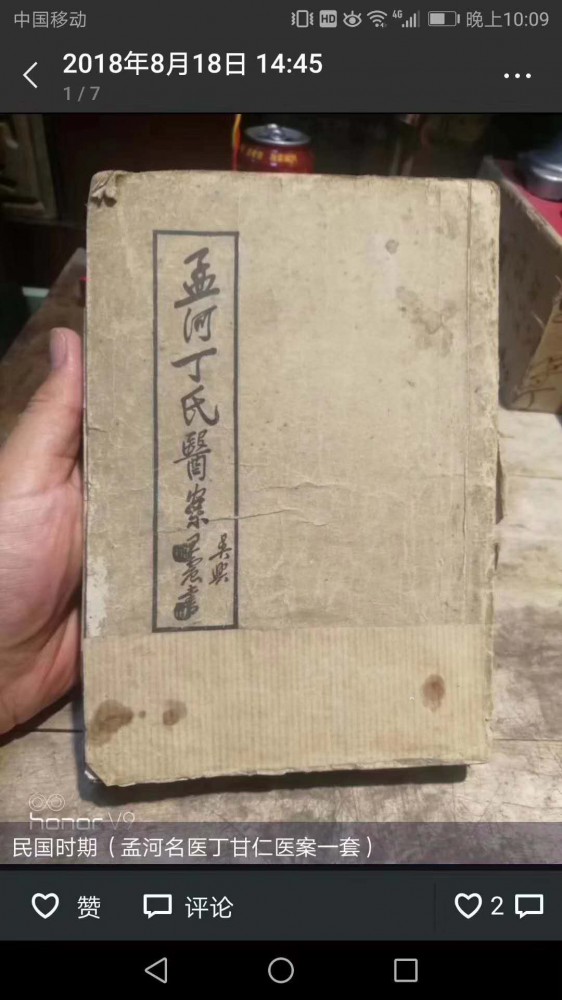 中国移动
HD
4G
晚上10:09
2018年8月18日 14:45
1 / 7
孟河丁氏醫案
吳興
honor V9
民国时期（孟河名医丁甘仁医案一套）
赞
评论
2